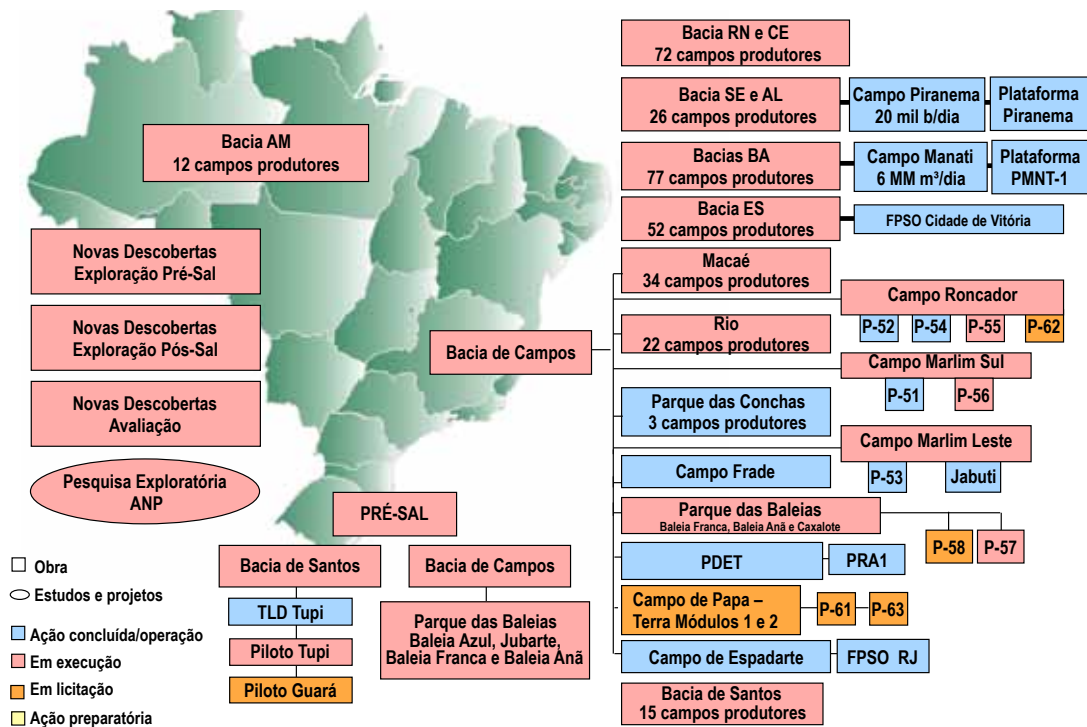 Bacia AM
12 campos produtores
Novas Descobertas
Exploração Pré-Sal
Novas Descobertas
Exploração Pós-Sal
Novas Descobertas
Avaliação
Pesquisa Exploratória
ANP
Obra
Estudos e projetos
Ação concluída/operação
Em execução
Em licitação
Ação preparatória
PRÉ-SAL
Bacia de Santos
TLD Tupi
Piloto Tupi
Piloto Guará
Bacia de Campos
Parque das Baleias
Baleia Azul, Jubarte,
Baleia Franca e Baleia Anã
Bacia de Campos
Bacia RN e CE
72 campos produtores
Bacia SE e AL
26 campos produtores
Campo Piranema
20 mil b/dia
Plataforma
Piranema
Bacias BA
77 campos produtores
Campo Manati
6 MM m³/dia
Plataforma
PMNT-1
Bacia ES
52 campos produtores
FPSO Cidade de Vitória
Macaé
34 campos produtores
Campo Roncador
P-52
P-54
P-55
P-62
Rio
22 campos produtores
Campo Marlim Sul
P-51
P-56
Parque das Conchas
3 campos produtores
Campo Marlim Leste
P-53
Jabuti
Campo Frade
Parque das Baleias
Baleia Franca, Baleia Anã e Caxalote
P-58
P-57
PDET
PRA1
Campo de Papa –
Terra Módulos 1 e 2
P-61
P-63
Campo de Espadarte
FPSO RJ
Bacia de Santos
15 campos produtores